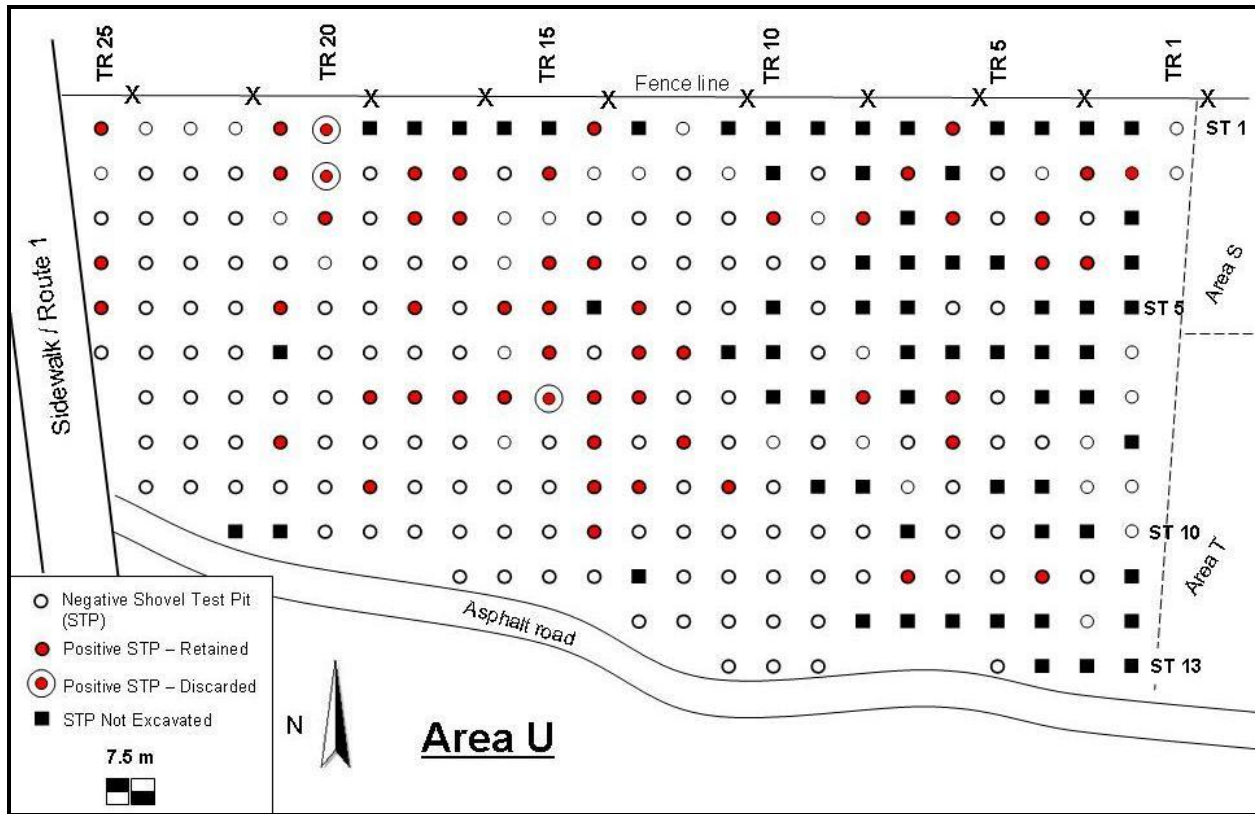 TR 25
TR 20
TR 15
TR 10
TR 5
TR 1
Fence line
X X X X X X X X X X
ST 1
Sidewalk / Route 1
Area S
ST 5
ST 10
Area T
Asphalt road
ST 13
Negative Shovel Test Pit
(STP)
Positive STP – Retained
Positive STP – Discarded
STP Not Excavated
7.5 m
N
Area U